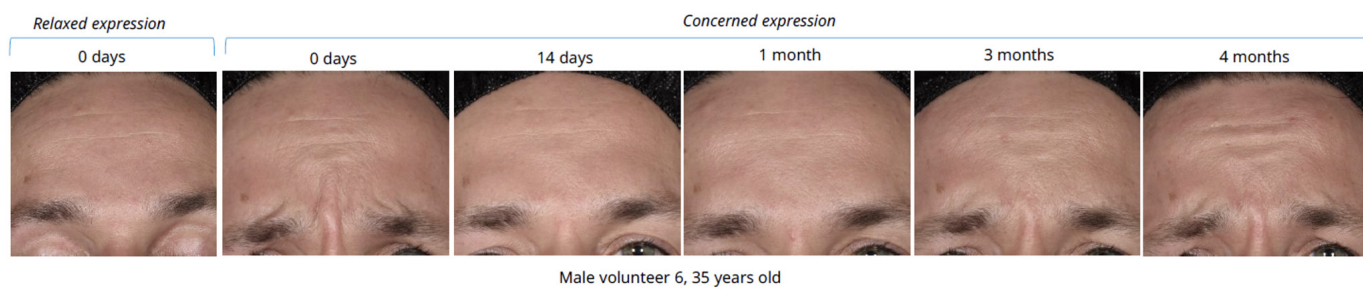 Relaxed expression
Concerned expression
0 days
0 days
14 days
1 month
3 months
4 months
Male volunteer 6, 35 years old